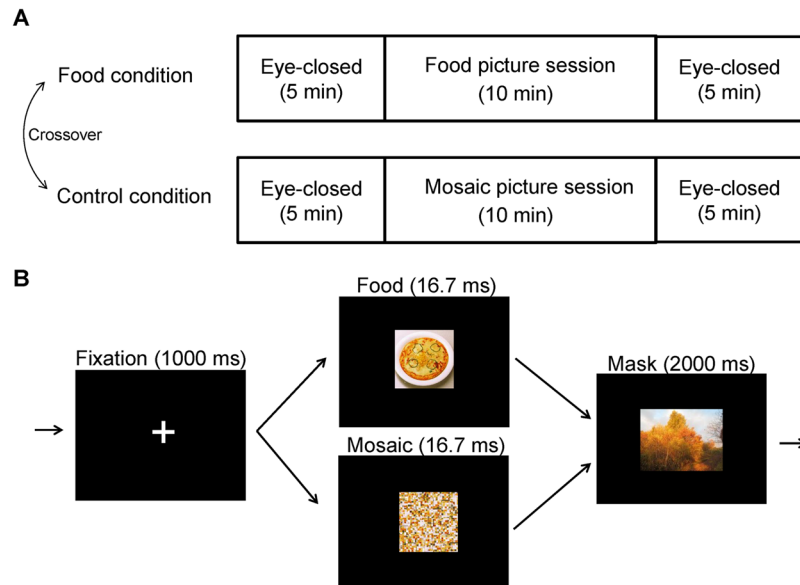 A
Food condition
Eye-closed
(5 min)
Food picture session
(10 min)
Eye-closed
(5 min)
Crossover
Control condition
Eye-closed
(5 min)
Mosaic picture session
(10 min)
Eye-closed
(5 min)
B
Fixation (1000 ms)
Food (16.7 ms)
Mosaic (16.7 ms)
Mask (2000 ms)